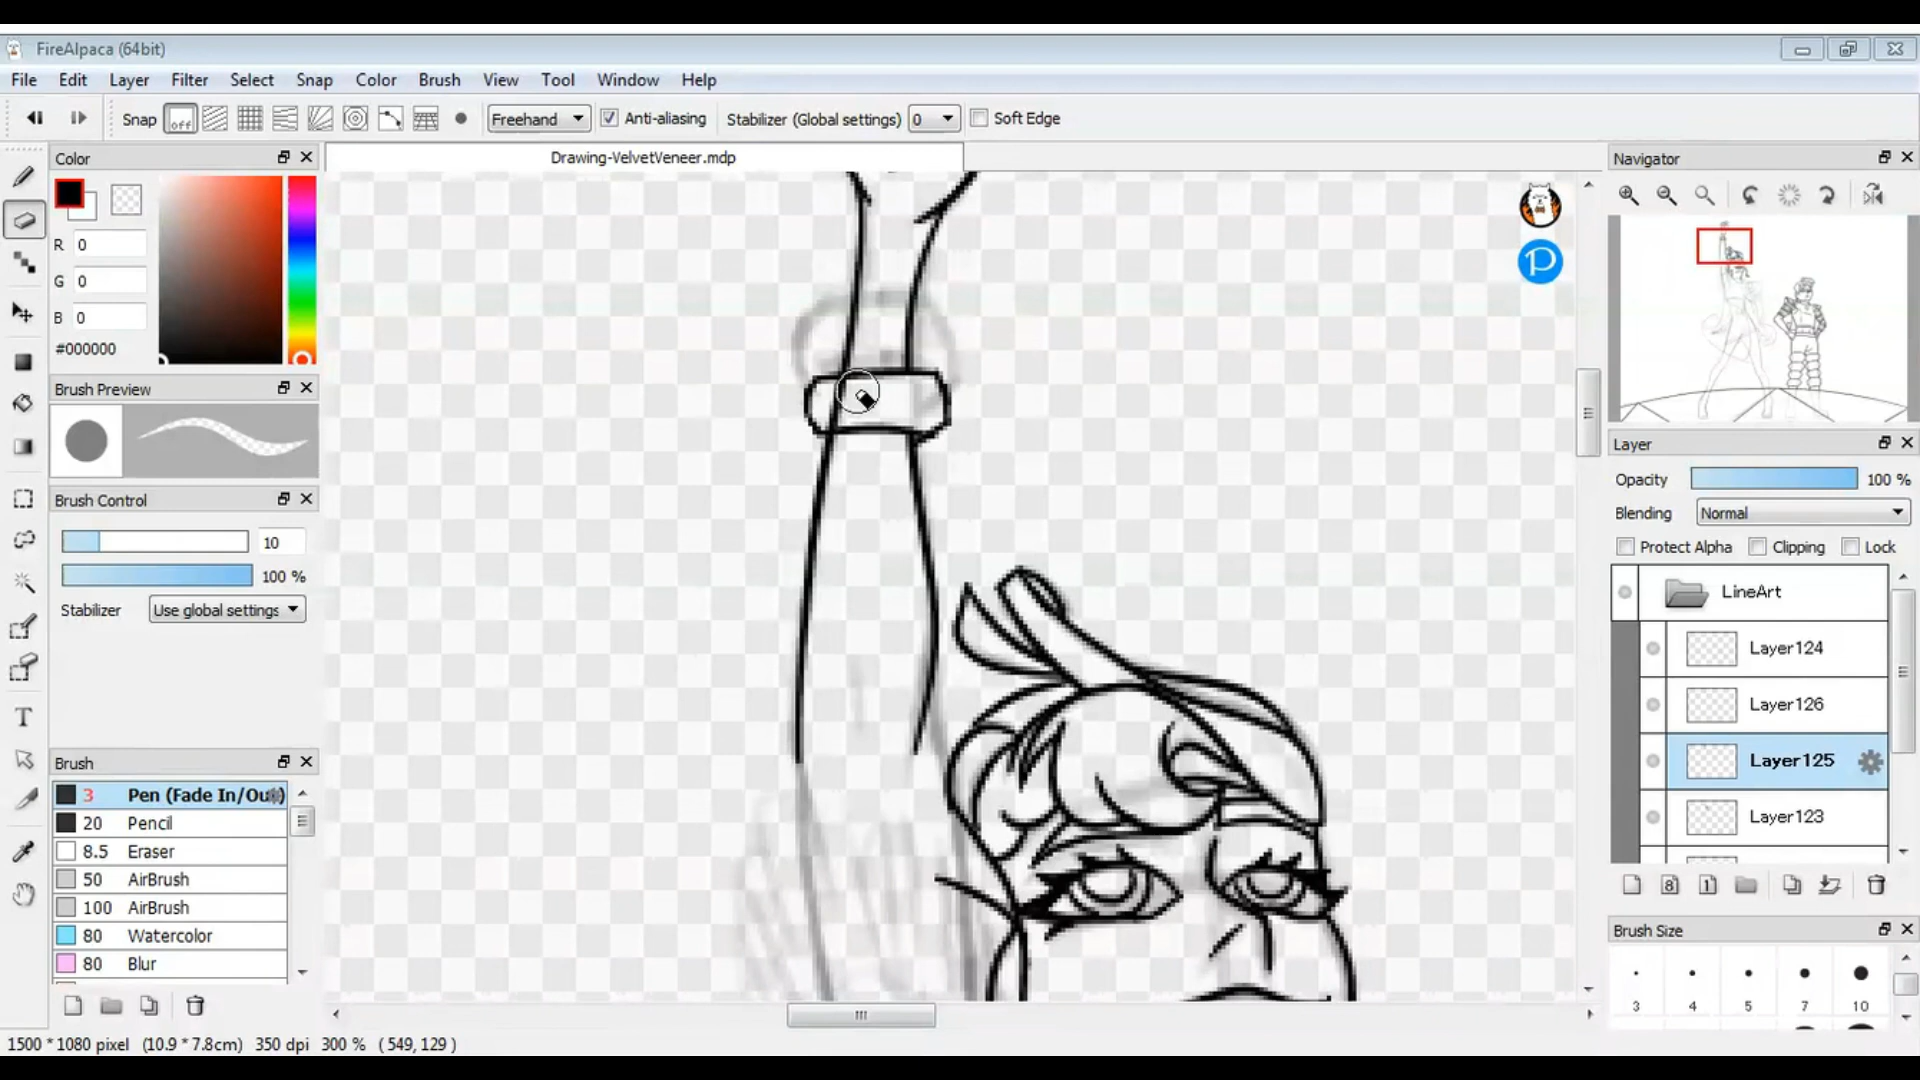 FireAlpaca (64bit)
File Edit Layer Filter Select Snap Color Brush View Tool Window Help
Snap off Freehand Anti-aliasing Stabilizer (Global settings) 0 Soft Edge
Color
Drawing-VelvetVeneer.mdp
Navigator
R 0
G 0
B 0
#000000
P
Brush Preview
Brush Control
10
100 %
Stabilizer Use global settings
Brush
3 Pen (Fade In/Out)
20 Pencil
8.5 Eraser
50 AirBrush
100 AirBrush
80 Watercolor
80 Blur
T
Layer
Opacity 100 %
Blending Normal
Protect Alpha Clipping Lock
LineArt
Layer124
Layer126
Layer125
Layer123
8 1
Brush Size
3 4 5 7 10
1500 * 1080 pixel (10.9 * 7.8cm) 350 dpi 300 % ( 549, 129 )